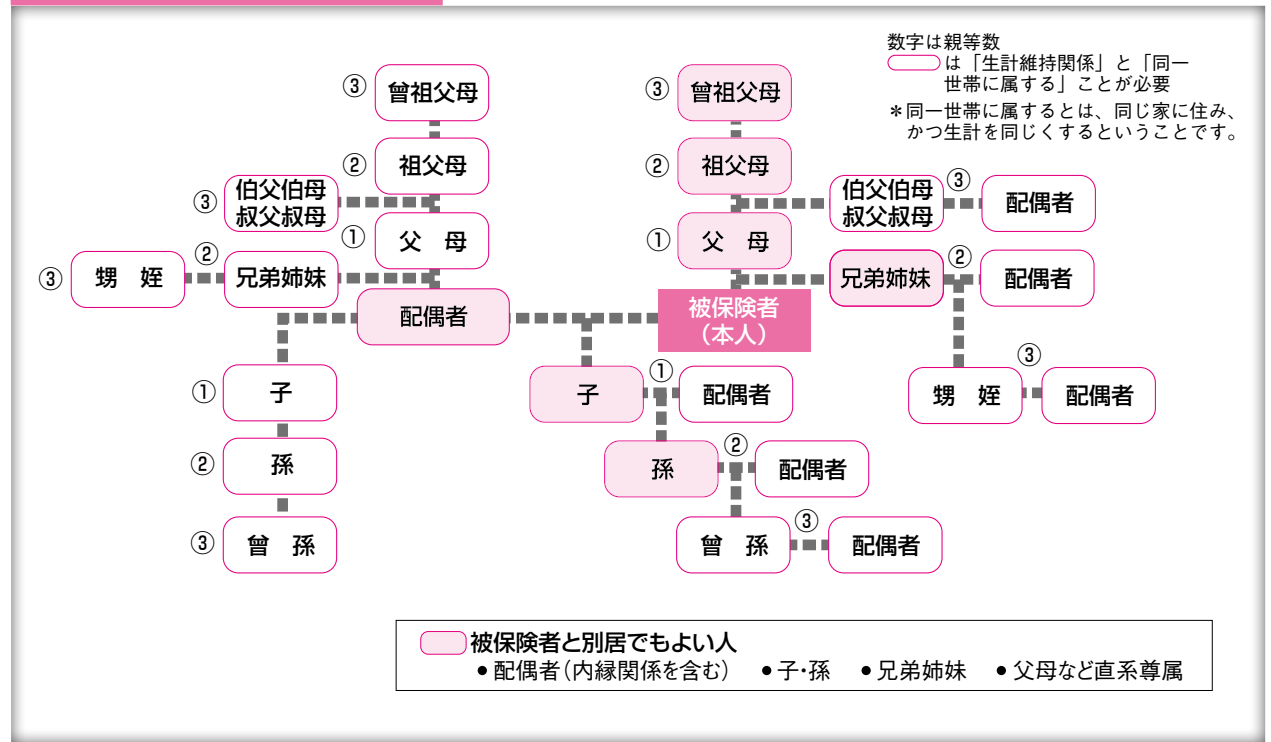 数字は親等数
は「生計維持関係」と「同一
世帯に属する」ことが必要
＊同一世帯に属するとは、同じ家に住み、
かつ生計を同じくするということです。
③ 曾祖父母
③ 曾祖父母
② 祖父母
② 祖父母
③ 伯父伯母
叔父叔母
伯父伯母
叔父叔母
③ 配偶者
① 父　母
① 父　母
③ 甥　姪
② 兄弟姉妹
兄弟姉妹
② 配偶者
配偶者
被保険者
（本人）
① 子
子
① 配偶者
甥　姪
③ 配偶者
② 孫
孫
② 配偶者
③ 曾　孫
曾　孫
③ 配偶者
被保険者と別居でもよい人
●配偶者（内縁関係を含む）　●子・孫　●兄弟姉妹　●父母など直系尊属